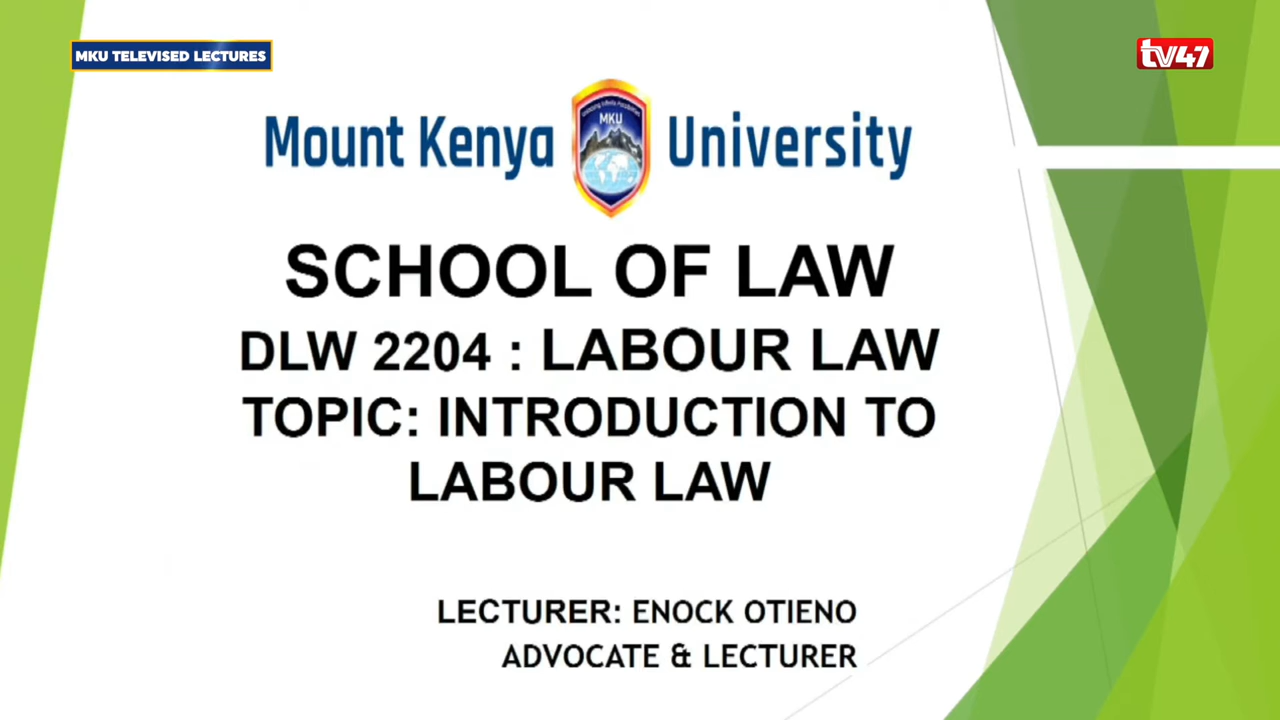 MKU TELEVISED LECTURES
tv47
Mount Kenya University
MKU
SCHOOL OF LAW
DLW 2204 : LABOUR LAW
TOPIC: INTRODUCTION TO
LABOUR LAW
LECTURER: ENOCK OTIENO
ADVOCATE & LECTURER